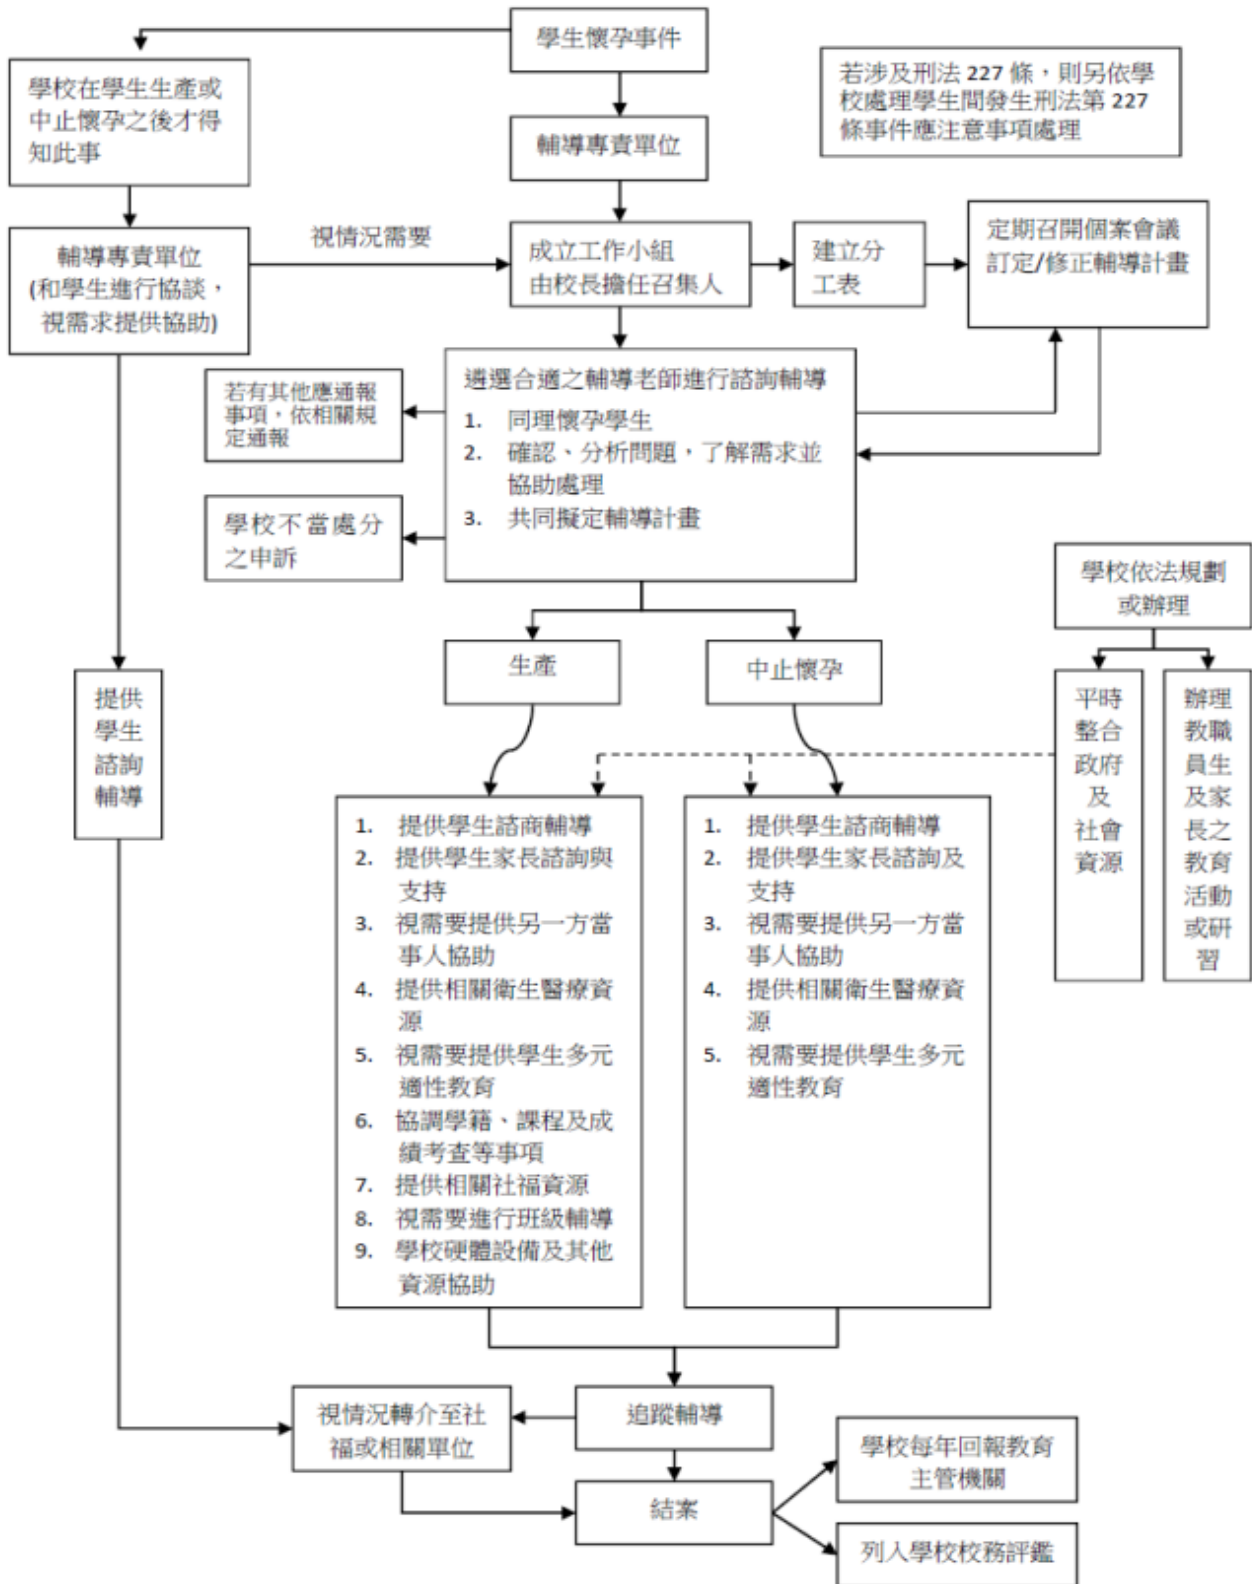 學生懷孕事件
若涉及刑法 227 條，則另依學
校處理學生間發生刑法第 227
條事件應注意事項處理
學校在學生生產或
中止懷孕之後才得
知此事
輔導專責單位
輔導專責單位
(和學生進行協談，
視需求提供協助)
視情況需要
成立工作小組
由校長擔任召集人
建立分
工表
定期召開個案會議
訂定/修正輔導計畫
遴選合適之輔導老師進行諮詢輔導
1. 同理懷孕學生
2. 確認、分析問題，了解需求並
協助處理
3. 共同擬定輔導計畫
若有其他應通報
事項，依相關規
定通報
學校不當處分
之申訴
學校依法規劃
或辦理
生產
中止懷孕
提供
學生
諮詢
輔導
平時
整合
政府
及
社會
資源
辦理
教職
員生
及家
長之
教育
活動
或研
習
1. 提供學生諮商輔導
2. 提供學生家長諮詢與
支持
3. 視需要提供另一方當
事人協助
4. 提供相關衛生醫療資
源
5. 視需要提供學生多元
適性教育
6. 協調學籍、課程及成
績考查等事項
7. 提供相關社福資源
8. 視需要進行班級輔導
9. 學校硬體設備及其他
資源協助
1. 提供學生諮商輔導
2. 提供學生家長諮詢及
支持
3. 視需要提供另一方當
事人協助
4. 提供相關衛生醫療資
源
5. 視需要提供學生多元
適性教育
視情況轉介至社
福或相關單位
追蹤輔導
結案
學校每年回報教育
主管機關
列入學校校務評鑑